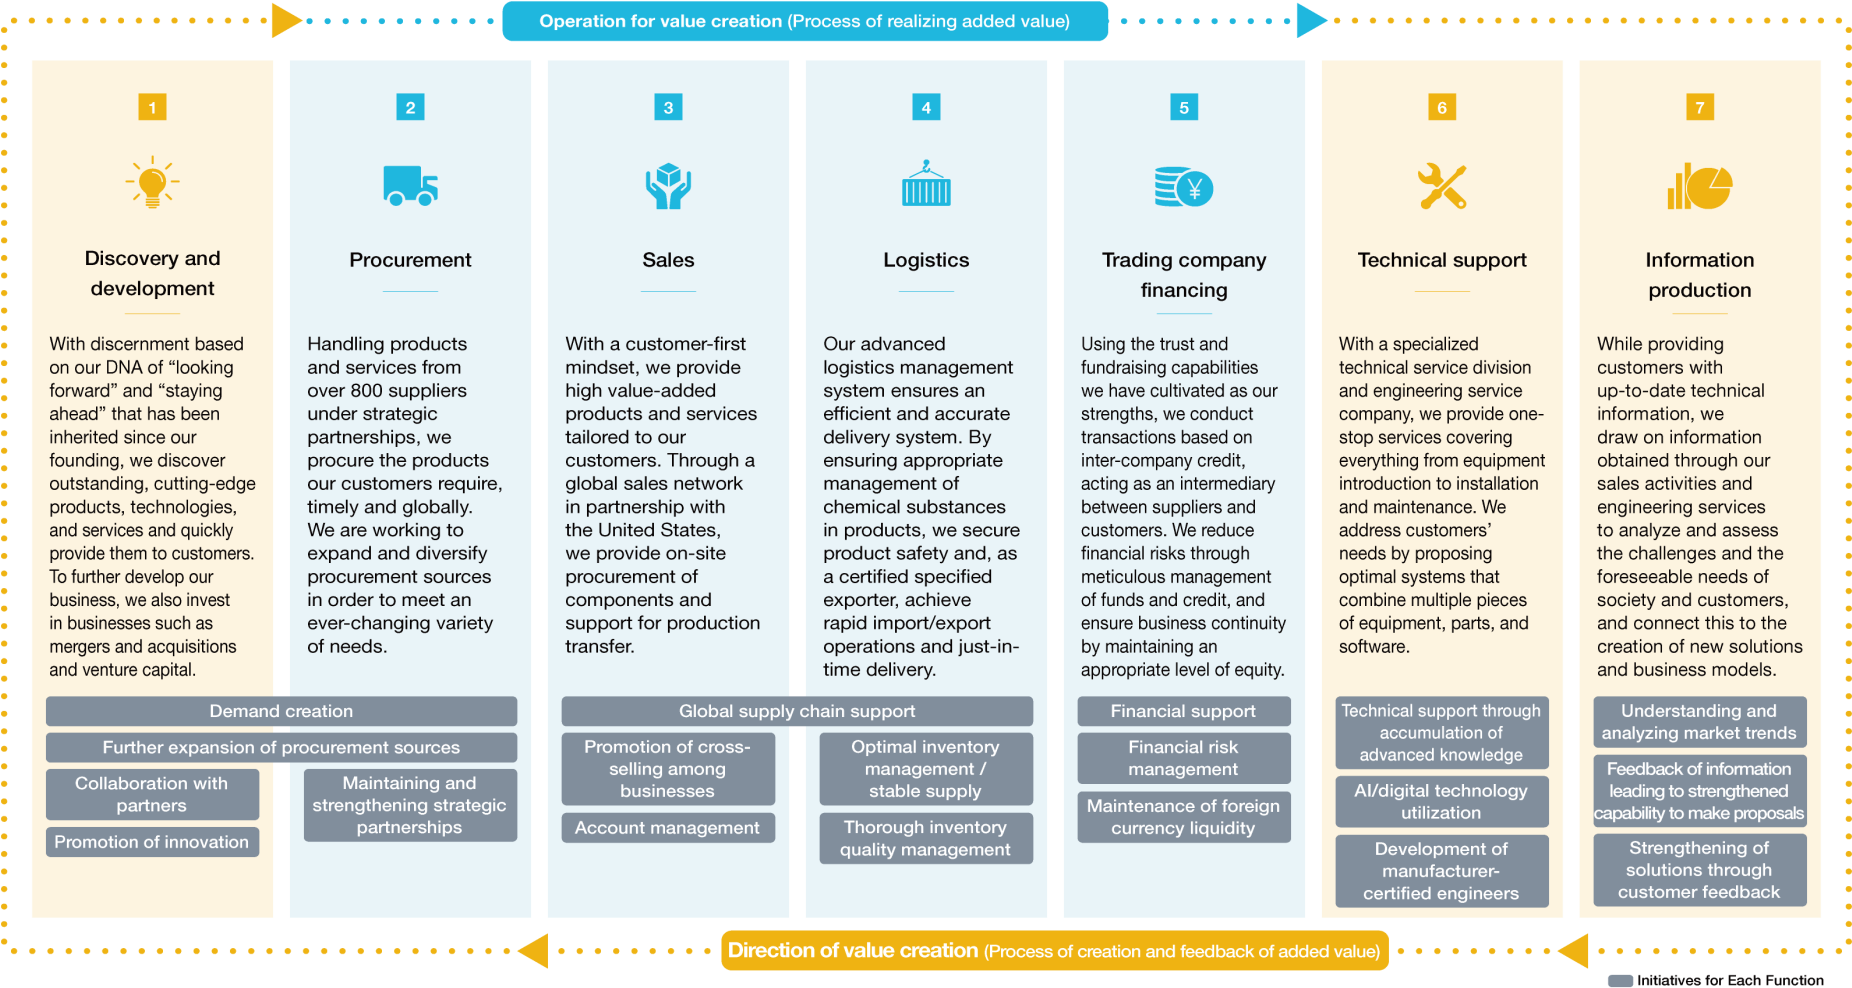 Operation for value creation (Process of realizing added value)
1
Discovery and
development
With discernment based
on our DNA of “looking
forward” and “staying
ahead” that has been
inherited since our
founding, we discover
outstanding, cutting-edge
products, technologies,
and services and quickly
provide them to customers.
To further develop our
business, we also invest
in businesses such as
mergers and acquisitions
and venture capital.
2
Procurement
Handling products
and services from
over 800 suppliers
under strategic
partnerships, we
procure the products
our customers require,
timely and globally.
We are working to
expand and diversify
procurement sources
in order to meet an
ever-changing variety
of needs.
3
Sales
With a customer-first
mindset, we provide
high value-added
products and services
tailored to our
customers. Through a
global sales network
in partnership with
the United States,
we provide on-site
procurement of
components and
support for production
transfer.
4
Logistics
Our advanced
logistics management
system ensures an
efficient and accurate
delivery system. By
ensuring appropriate
management of
chemical substances
in products, we secure
product safety and, as
a certified specified
exporter, achieve
rapid import/export
operations and just-in-
time delivery.
5
¥
Trading company
financing
Using the trust and
fundraising capabilities
we have cultivated as our
strengths, we conduct
transactions based on
inter-company credit,
acting as an intermediary
between suppliers and
customers. We reduce
financial risks through
meticulous management
of funds and credit, and
ensure business continuity
by maintaining an
appropriate level of equity.
6
Technical support
With a specialized
technical service division
and engineering service
company, we provide one-
stop services covering
everything from equipment
introduction to installation
and maintenance. We
address customers’
needs by proposing
optimal systems that
combine multiple pieces
of equipment, parts, and
software.
7
Information
production
While providing
customers with
up-to-date technical
information, we
draw on information
obtained through our
sales activities and
engineering services
to analyze and assess
the challenges and the
foreseeable needs of
society and customers,
and connect this to the
creation of new solutions
and business models.
Demand creation
Further expansion of procurement sources
Collaboration with
partners
Promotion of innovation
Maintaining and
strengthening strategic
partnerships
Global supply chain support
Promotion of cross-
selling among
businesses
Account management
Optimal inventory
management /
stable supply
Thorough inventory
quality management
Financial support
Financial risk
management
Maintenance of foreign
currency liquidity
Technical support through
accumulation of
advanced knowledge
AI/digital technology
utilization
Development of
manufacturer-
certified engineers
Understanding and
analyzing market trends
Feedback of information
leading to strengthened
capability to make proposals
Strengthening of
solutions through
customer feedback
Direction of value creation (Process of creation and feedback of added value)
Initiatives for Each Function